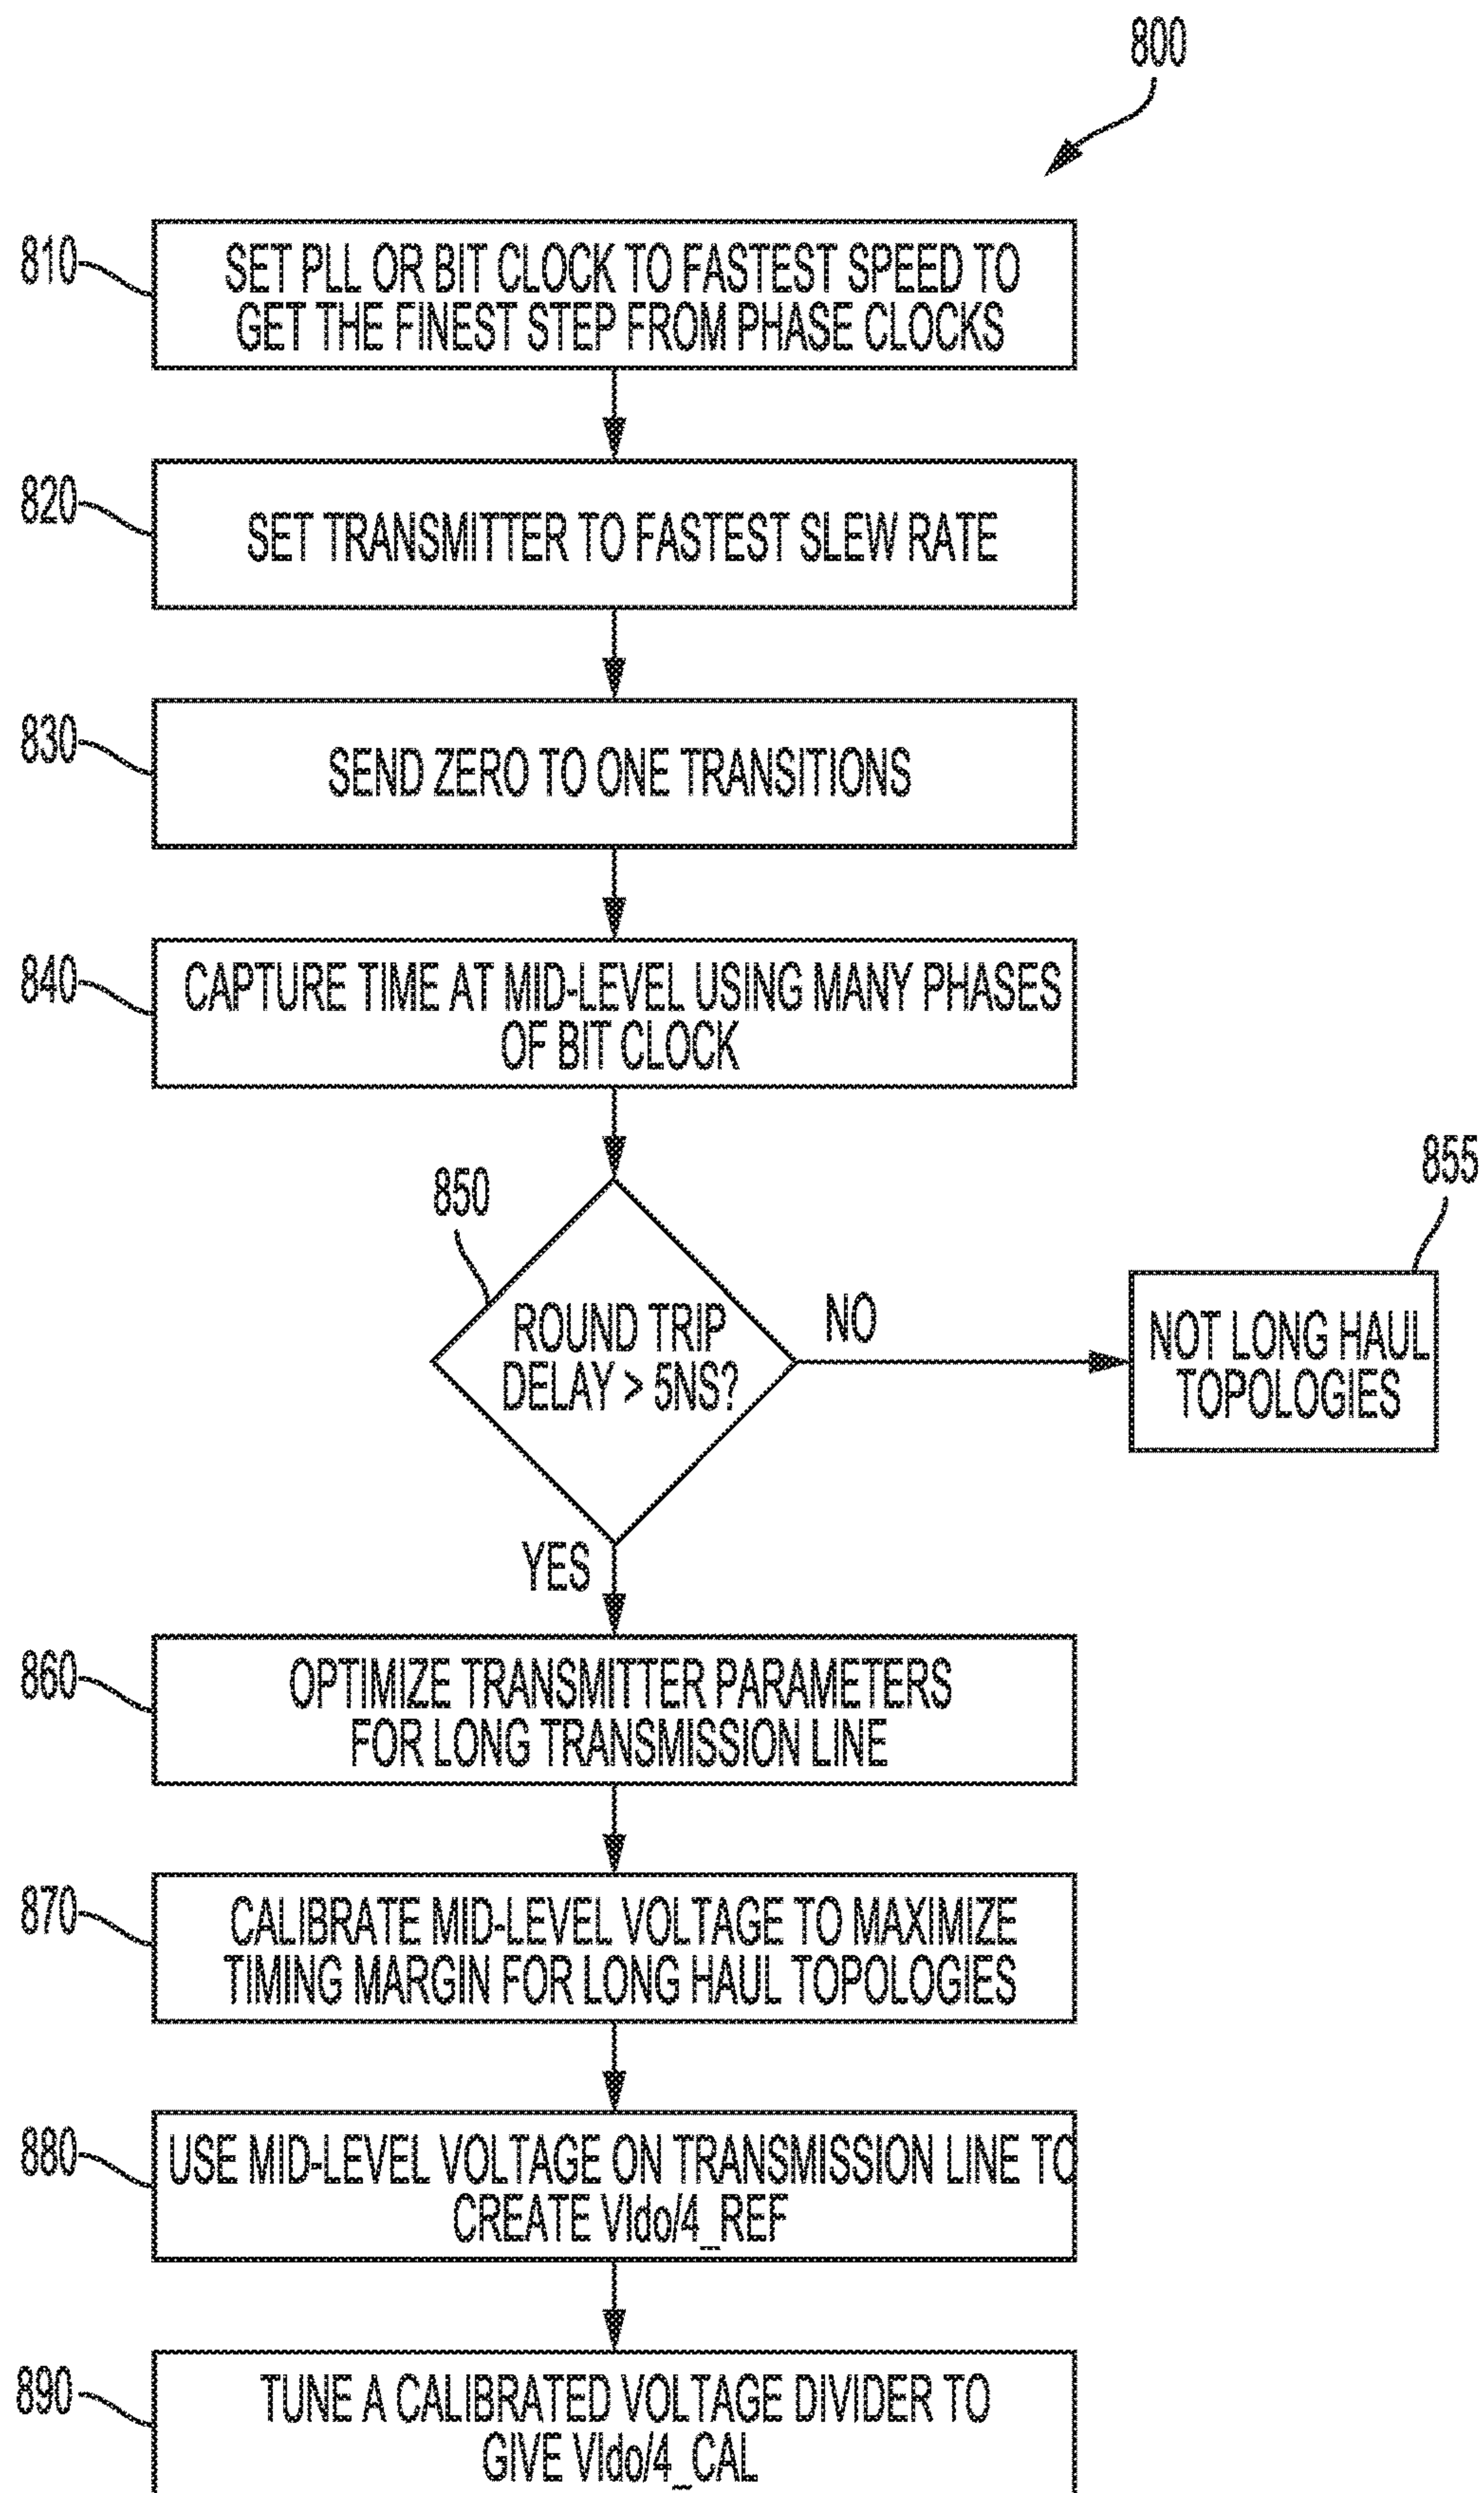 800
810
SET PLL OR BIT CLOCK TO FASTEST SPEED TO
GET THE FINEST STEP FROM PHASE CLOCKS
820
SET TRANSMITTER TO FASTEST SLEW RATE
830
SEND ZERO TO ONE TRANSITIONS
840
CAPTURE TIME AT MID-LEVEL USING MANY PHASES
OF BIT CLOCK
850
ROUND TRIP
DELAY > 5NS?
NO
855
NOT LONG HAUL
TOPOLOGIES
YES
860
OPTIMIZE TRANSMITTER PARAMETERS
FOR LONG TRANSMISSION LINE
870
CALIBRATE MID-LEVEL VOLTAGE TO MAXIMIZE
TIMING MARGIN FOR LONG HAUL TOPOLOGIES
880
USE MID-LEVEL VOLTAGE ON TRANSMISSION LINE TO
CREATE Vldo/4_REF
890
TUNE A CALIBRATED VOLTAGE DIVIDER TO
GIVE Vldo/4_CAL